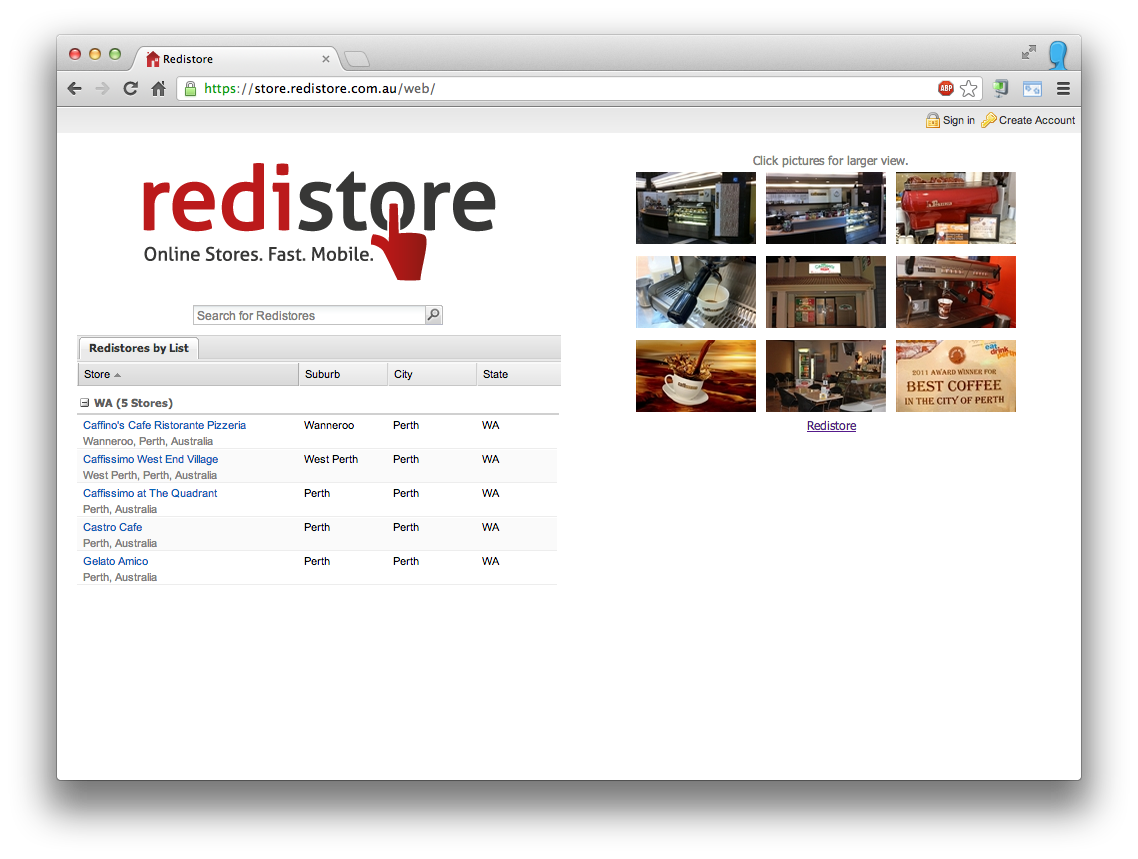 Redistore
https://store.redistore.com.au/web/
ABP
Sign in
Create Account
redistore
Online Stores. Fast. Mobile.
Search for Redistores
Redistores by List
Store Suburb City State
WA (5 Stores)
Caffino's Cafe Ristorante Pizzeria Wanneroo Perth WA
Wanneroo, Perth, Australia
Caffissimo West End Village West Perth Perth WA
West Perth, Perth, Australia
Caffissimo at The Quadrant Perth Perth WA
Perth, Australia
Castro Cafe Perth Perth WA
Perth, Australia
Gelato Amico Perth Perth WA
Perth, Australia
Click pictures for larger view.
eat
drink
perth
2011 AWARD WINNER FOR
BEST COFFEE
IN THE CITY OF PERTH
Redistore